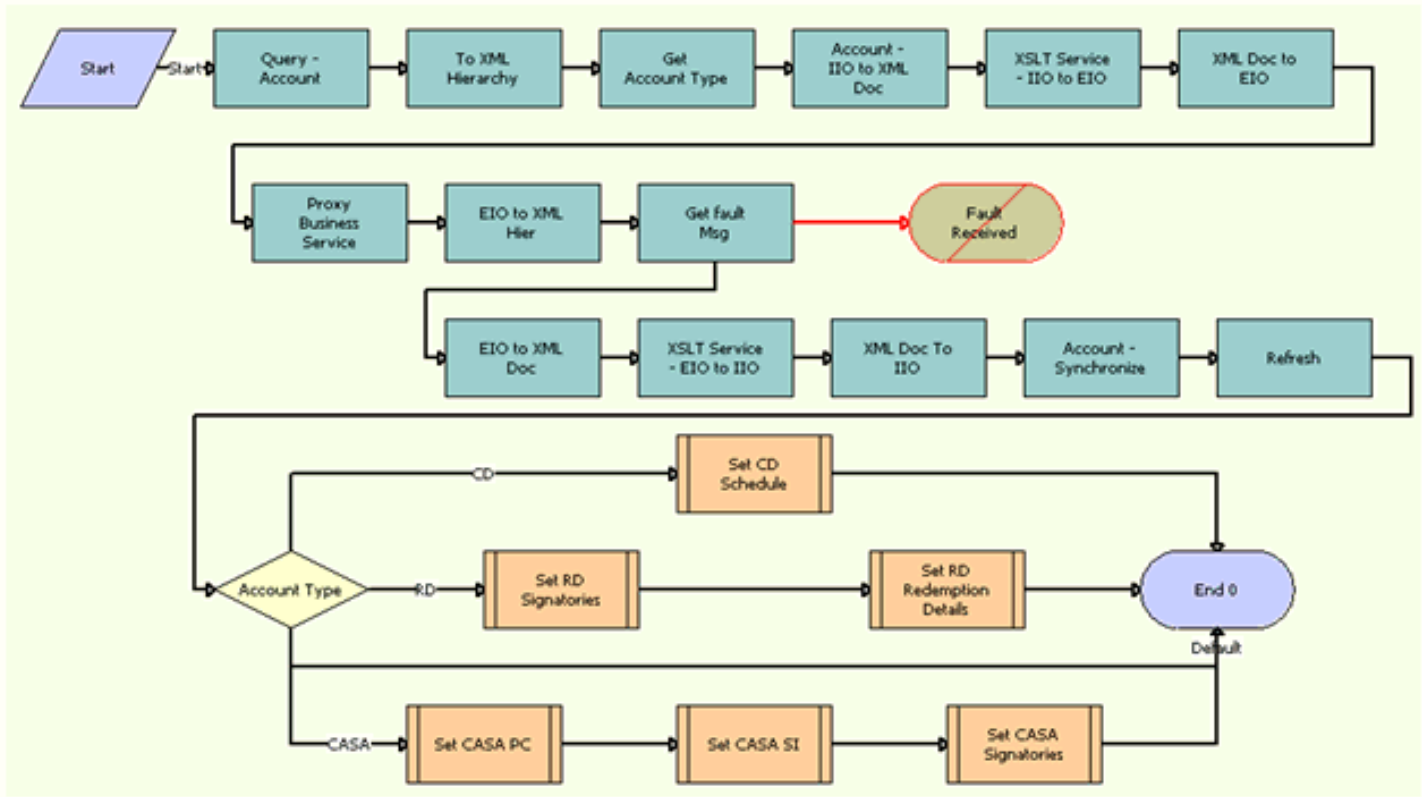 Start
Start
Query -
Account
To XML
Hierarchy
Get
Account Type
Account -
IIO to XML
Doc
XSLT Service
- IIO to EIO
XML Doc to
EIO
Proxy
Business
Service
EIO to XML
Hier
Get fault
Msg
Fault
Received
EIO to XML
Doc
XSLT Service
- EIO to IIO
XML Doc To
IIO
Account -
Synchronize
Refresh
CD
Set CD
Schedule
Account Type
RD
Set RD
Signatories
Set RD
Redemption
Details
End 0
Default
CASA
Set CASA PC
Set CASA SI
Set CASA
Signatories